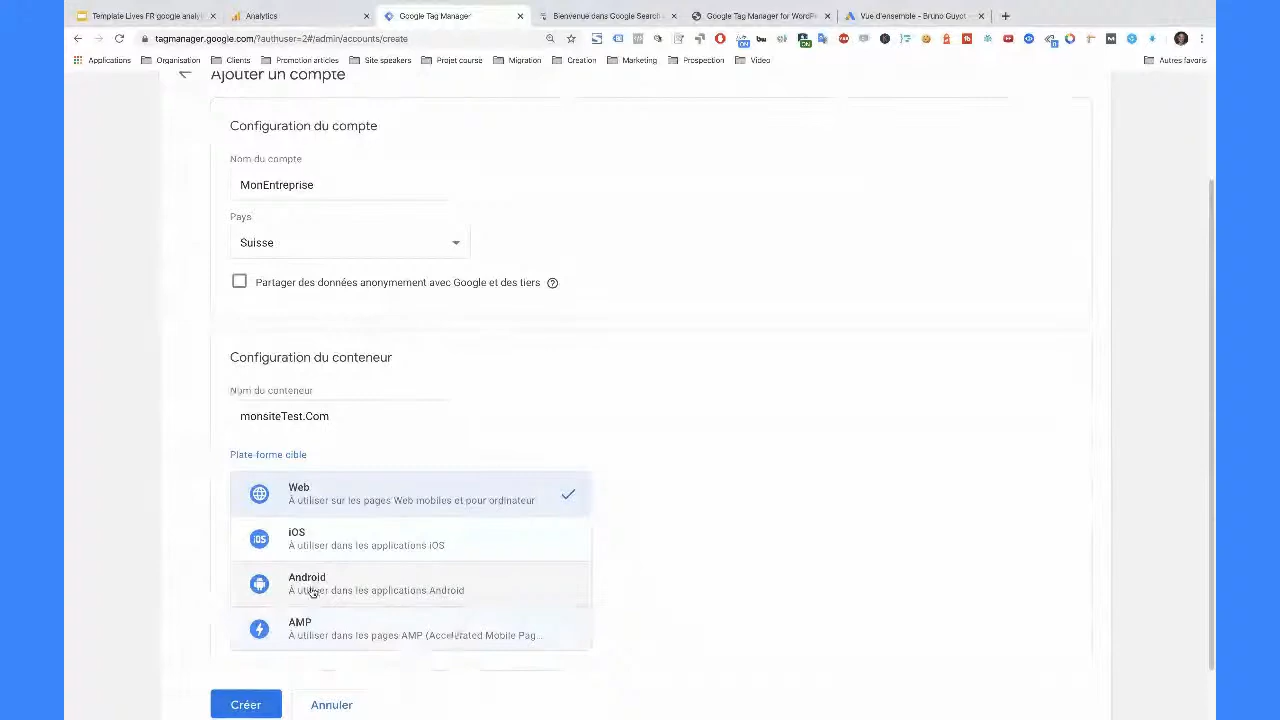 Template Lives FR google analyt
Analytics
Google Tag Manager
Bienvenue dans Google Search
Google Tag Manager for WordP
Vue d'ensemble - Bruno Guyot -
tagmanager.google.com/?authuser=2#/admin/accounts/create
Applications
Organisation
Clients
Promotion articles
Site speakers
Projet course
Migration
Creation
Marketing
Prospection
Video
Autres favoris
Ajouter un compte
Configuration du compte
Nom du compte
MonEntreprise
Pays
Suisse
Partager des données anonymement avec Google et des tiers
Configuration du conteneur
Nom du conteneur
monsiteTest.Com
Plate-forme cible
Web
À utiliser sur les pages Web mobiles et pour ordinateur
iOS
À utiliser dans les applications iOS
Android
À utiliser dans les applications Android
AMP
À utiliser dans les pages AMP (Accelerated Mobile Pag...
Créer
Annuler